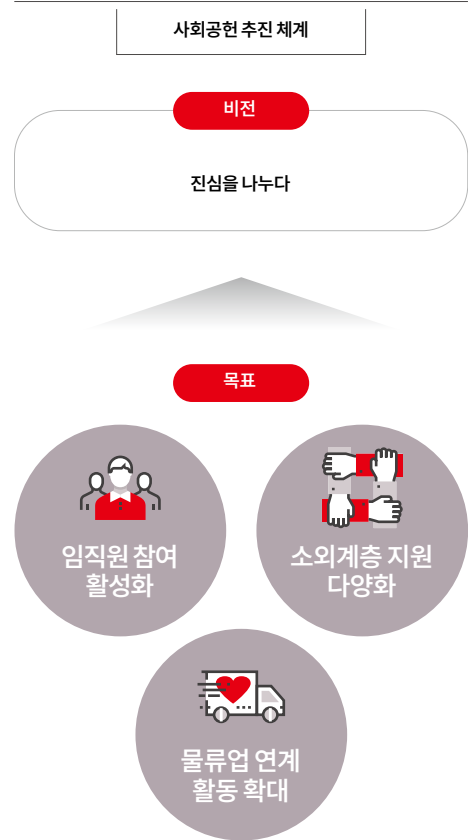 사회공헌 추진 체계
비전
진심을 나누다
목표
임직원 참여
활성화
소외계층 지원
다양화
물류업 연계
활동 확대